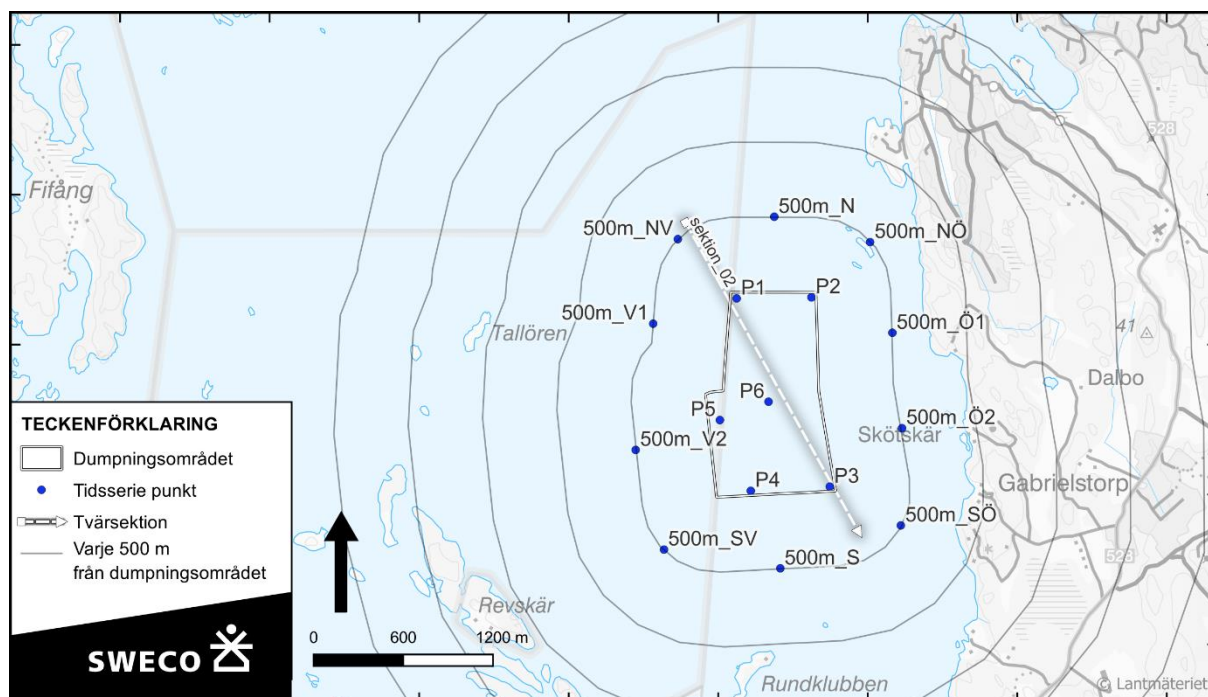 528
Fifång
500m_N
500m_NV
500m_NÖ
sektion_02
P1
P2
500m_V1
Tallören
500m_Ö1
41
Dalbo
P6
P5
500m_Ö2
Skötskär
500m_V2
P4
P3
Gabrielstorp
500m_SÖ
500m_SV
500m_S
528
Revskär
Rundklubben
TECKENFÖRKLARING
Dumpningsområdet
Tidsserie punkt
Tvärsektion
Varje 500 m
från dumpningsområdet
SWECO
0 600 1200 m
© Lantmäteriet